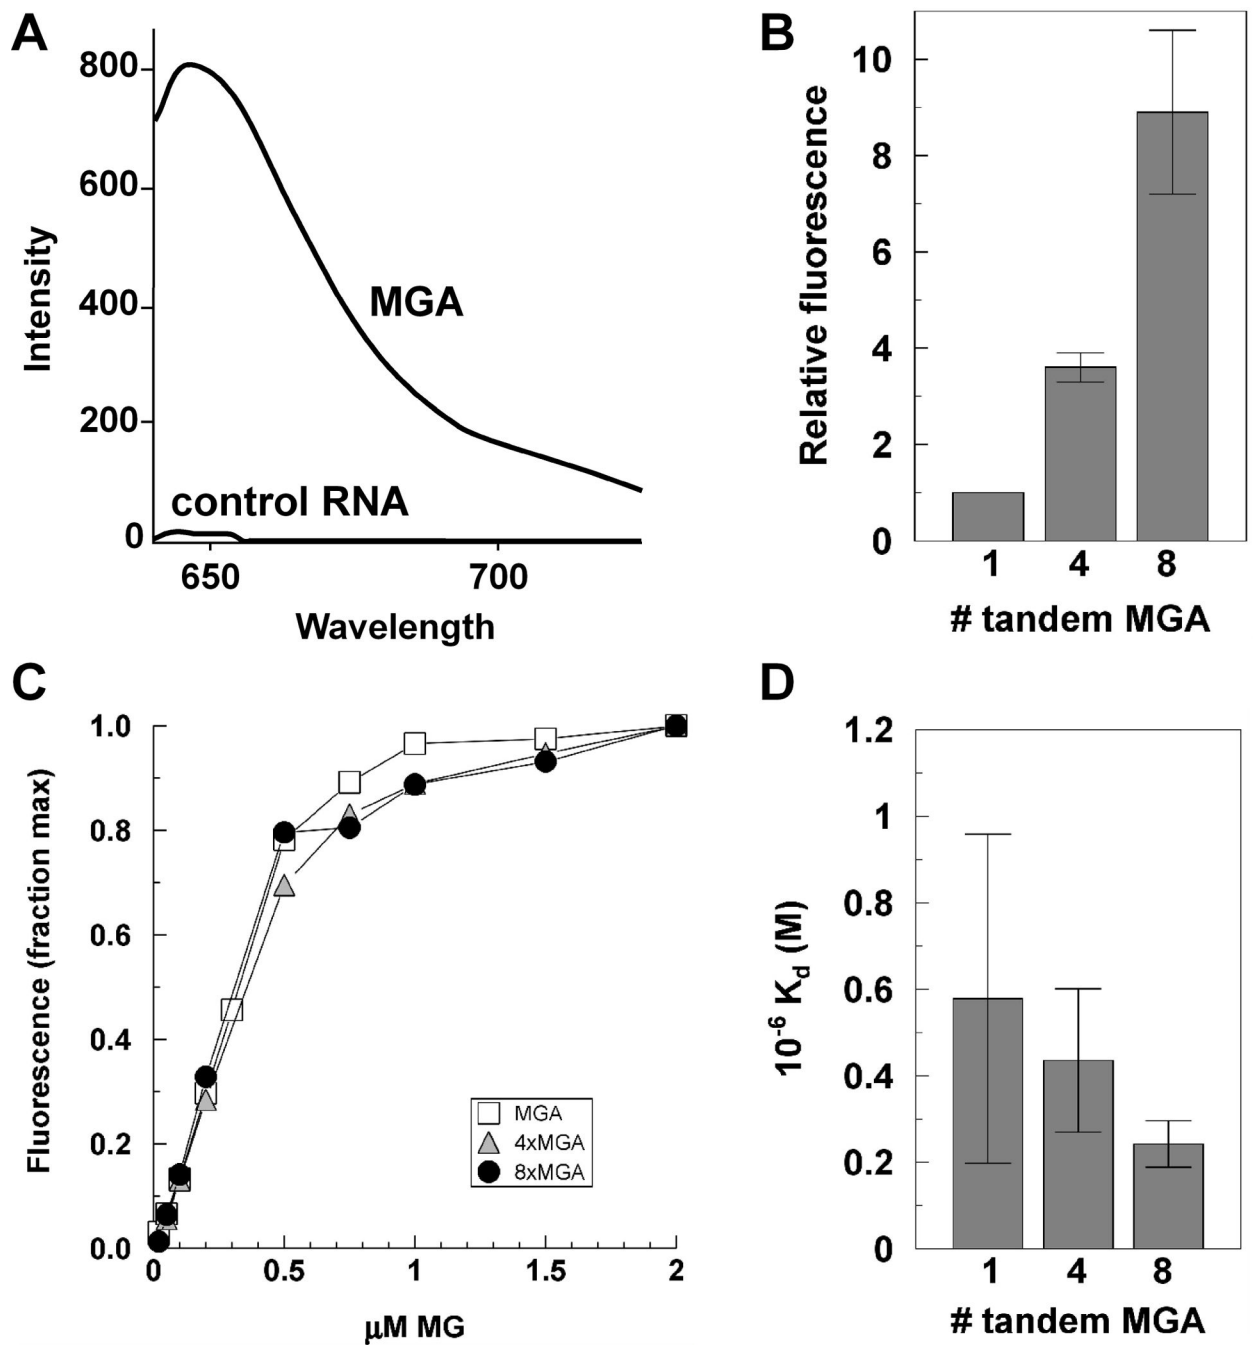 A
800
600
400
200
0
Intensity
MGA
control RNA
650 700
Wavelength
B
10
8
6
4
2
0
Relative fluorescence
1 4 8
# tandem MGA
C
1.0
0.8
0.6
0.4
0.2
0.0
Fluorescence (fraction max)
MGA
4xMGA
8xMGA
0 0.5 1 1.5 2
µM MG
D
1.2
1
0.8
0.6
0.4
0.2
0
10⁻⁶ K_d (M)
1 4 8
# tandem MGA